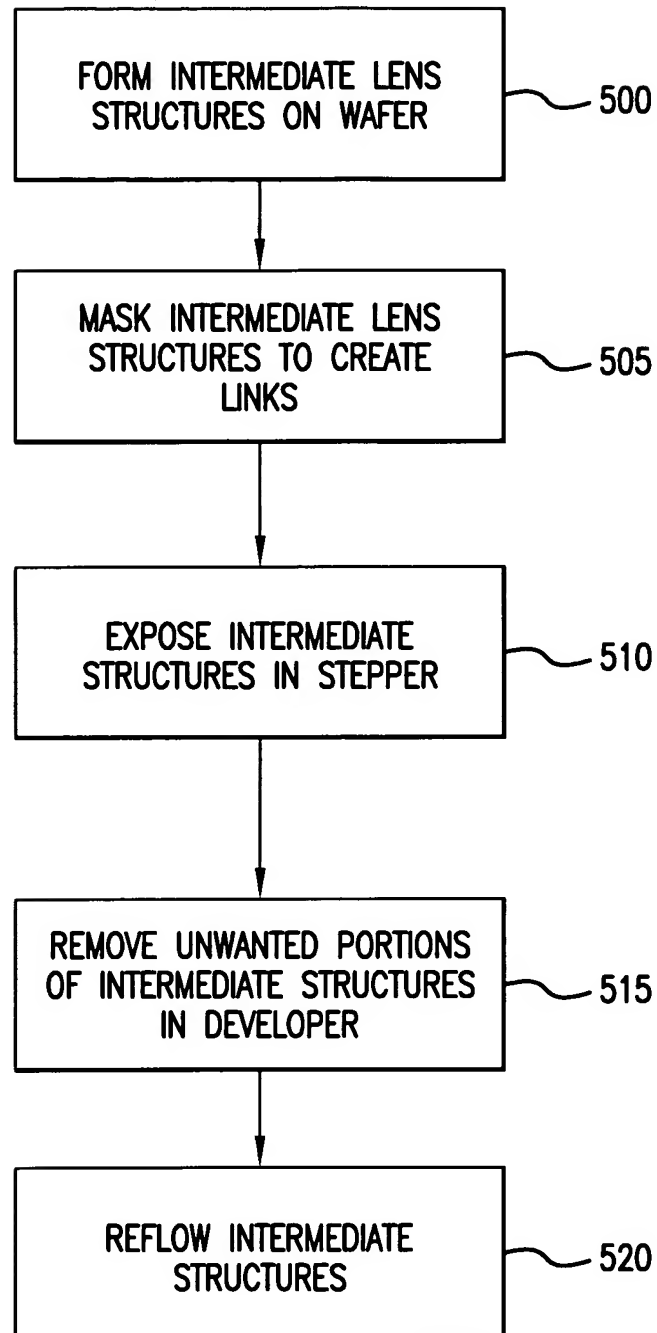 FORM INTERMEDIATE LENS
STRUCTURES ON WAFER
500
MASK INTERMEDIATE LENS
STRUCTURES TO CREATE
LINKS
505
EXPOSE INTERMEDIATE
STRUCTURES IN STEPPER
510
REMOVE UNWANTED PORTIONS
OF INTERMEDIATE STRUCTURES
IN DEVELOPER
515
REFLOW INTERMEDIATE
STRUCTURES
520